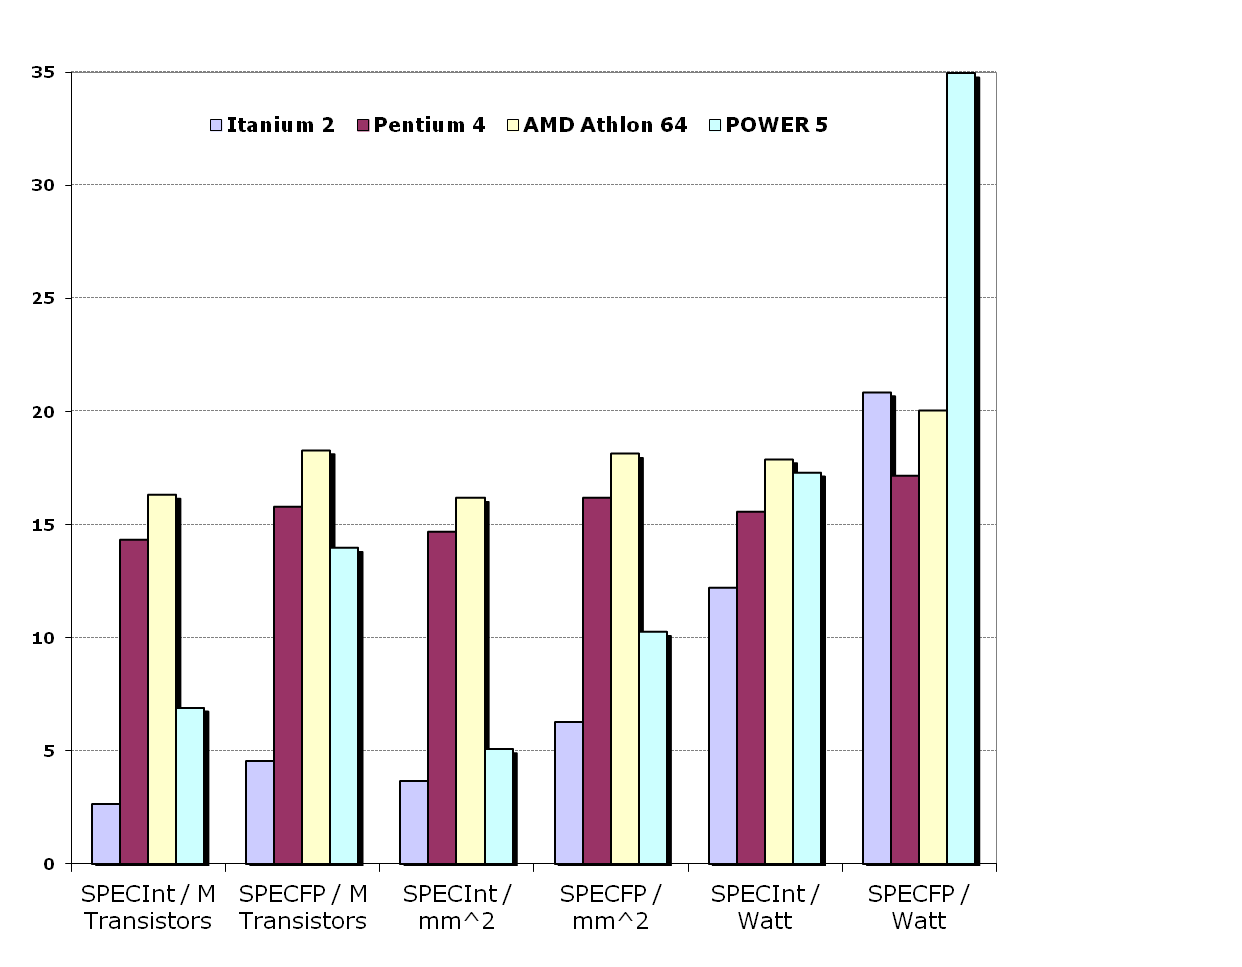 35
Itanium 2 Pentium 4 AMD Athlon 64 POWER 5
30
25
20
15
10
5
0
SPECInt / M Transistors
SPECFP / M Transistors
SPECInt / mm^2
SPECFP / mm^2
SPECInt / Watt
SPECFP / Watt